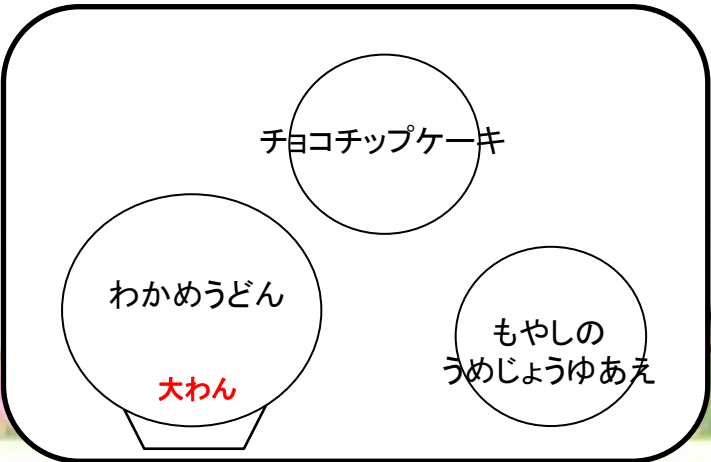 チョコチップケーキ
わかめうどん
大わん
もやしの
うめじょうゆあえ